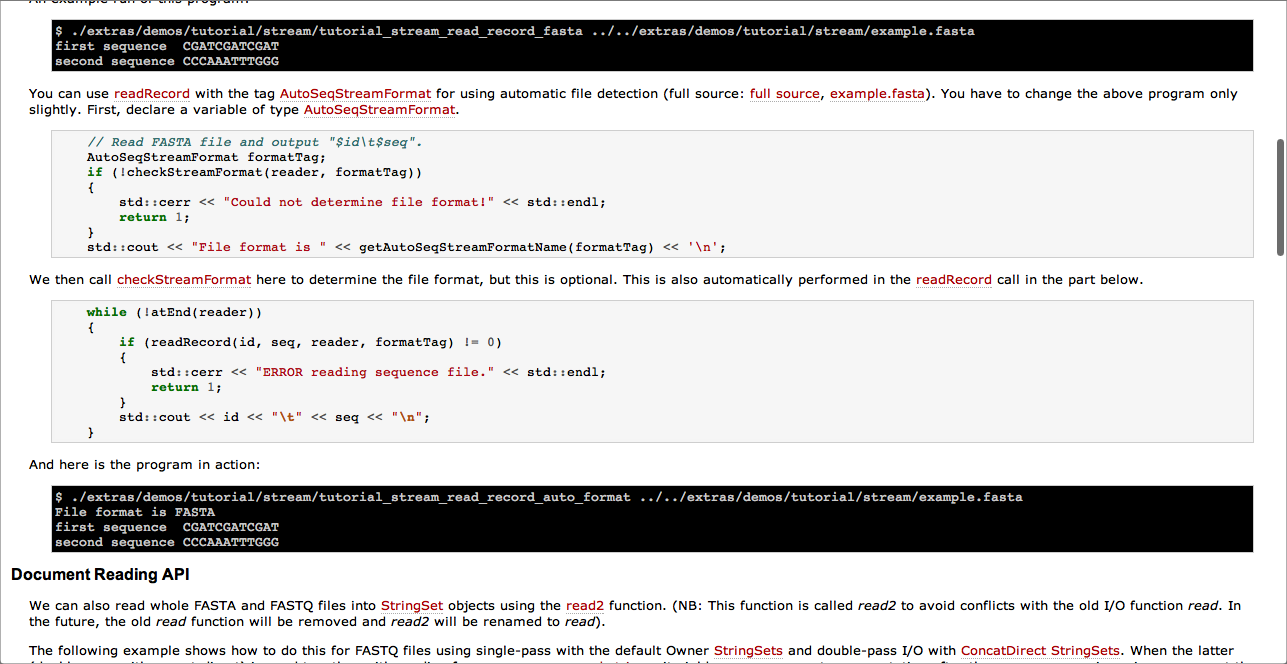 An example run of this program:
$ ./extras/demos/tutorial/stream/tutorial_stream_read_record_fasta ../../extras/demos/tutorial/stream/example.fasta
first sequence  CGATCGATCGAT
second sequence CCCAAATTTGGG
You can use readRecord with the tag AutoSeqStreamFormat for using automatic file detection (full source: full source, example.fasta). You have to change the above program only
slightly. First, declare a variable of type AutoSeqStreamFormat.
    // Read FASTA file and output "$id\t$seq".
    AutoSeqStreamFormat formatTag;
    if (!checkStreamFormat(reader, formatTag))
    {
        std::cerr << "Could not determine file format!" << std::endl;
        return 1;
    }
    std::cout << "File format is " << getAutoSeqStreamFormatName(formatTag) << '\n';
We then call checkStreamFormat here to determine the file format, but this is optional. This is also automatically performed in the readRecord call in the part below.
    while (!atEnd(reader))
    {
        if (readRecord(id, seq, reader, formatTag) != 0)
        {
            std::cerr << "ERROR reading sequence file." << std::endl;
            return 1;
        }
        std::cout << id << "\t" << seq << "\n";
    }
And here is the program in action:
$ ./extras/demos/tutorial/stream/tutorial_stream_read_record_auto_format ../../extras/demos/tutorial/stream/example.fasta
File format is FASTA
first sequence  CGATCGATCGAT
second sequence CCCAAATTTGGG
Document Reading API
We can also read whole FASTA and FASTQ files into StringSet objects using the read2 function. (NB: This function is called read2 to avoid conflicts with the old I/O function read. In
the future, the old read function will be removed and read2 will be renamed to read).
The following example shows how to do this for FASTQ files using single-pass with the default Owner StringSets and double-pass I/O with ConcatDirect StringSets. When the latter